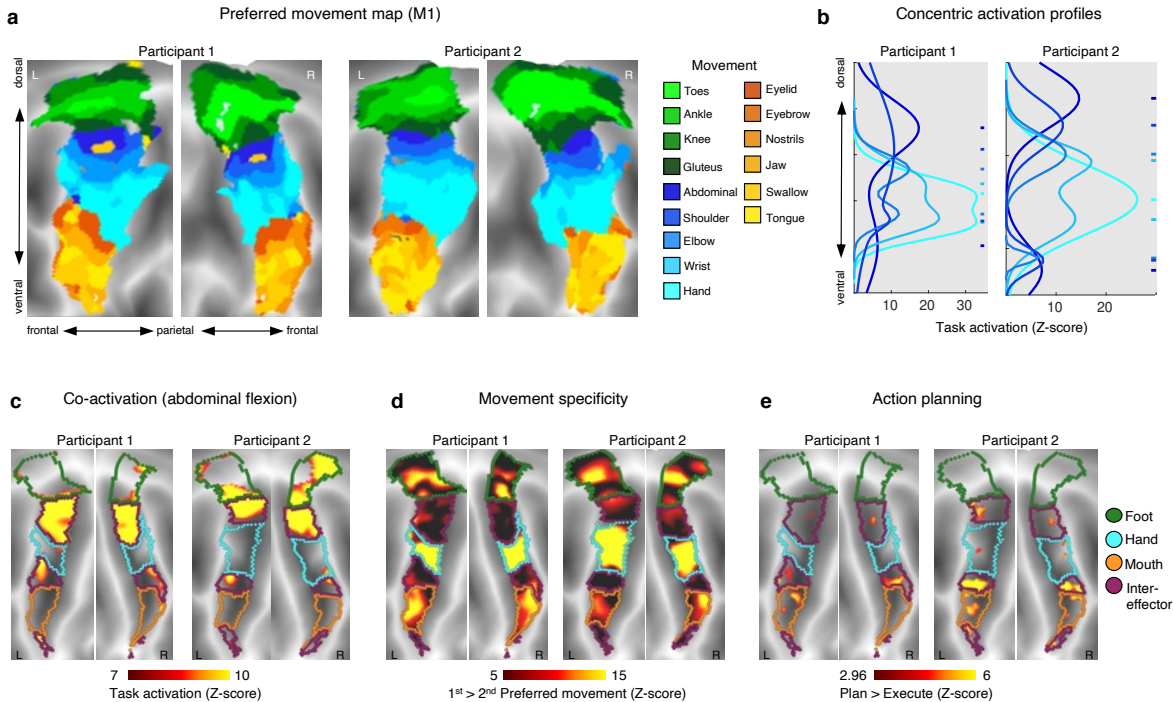 a
Preferred movement map (M1)
Participant 1
Participant 2
dorsal
ventral
L
R
L
R
frontal
parietal
frontal
Movement
Toes
Ankle
Knee
Gluteus
Abdominal
Shoulder
Elbow
Wrist
Hand
Eyelid
Eyebrow
Nostrils
Jaw
Swallow
Tongue
b
Concentric activation profiles
Participant 1
Participant 2
dorsal
ventral
10
20
30
10
20
Task activation (Z-score)
c
Co-activation (abdominal flexion)
Participant 1
Participant 2
L
R
7
10
Task activation (Z-score)
d
Movement specificity
Participant 1
Participant 2
L
R
5
15
1st > 2nd Preferred movement (Z-score)
e
Action planning
Participant 1
Participant 2
L
R
2.96
6
Plan > Execute (Z-score)
Foot
Hand
Mouth
Inter-
effector